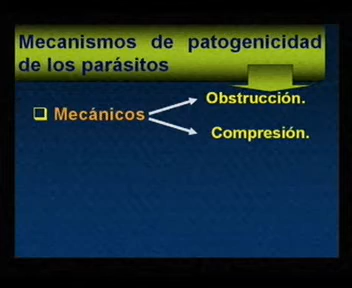 Mecanismos de patogenicidad
de los parásitos
Obstrucción.
Mecánicos
Compresión.